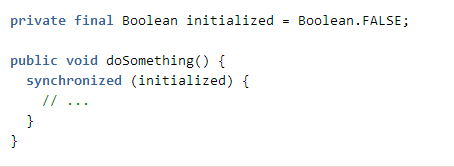 private final Boolean initialized = Boolean.FALSE;
public void doSomething() {
synchronized (initialized) {
// ...
}
}